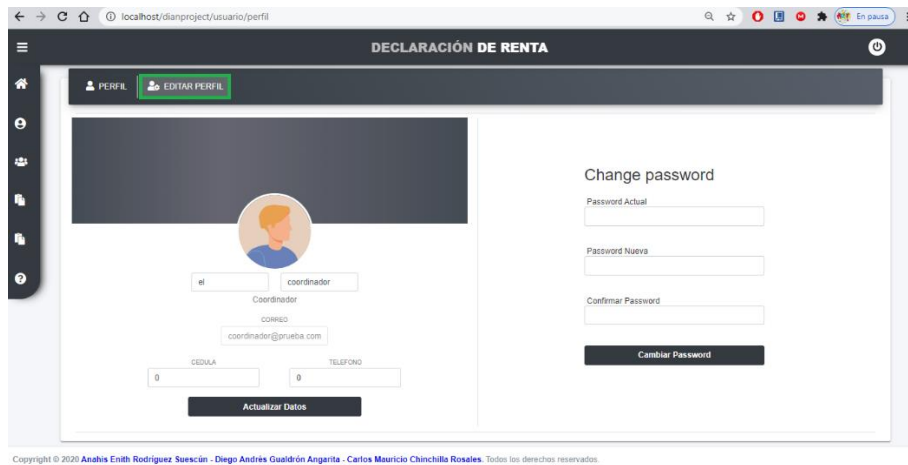 localhost/dianproject/usuario/perfil
En pausa
DECLARACIÓN DE RENTA
PERFIL
EDITAR PERFIL
Change password
Password Actual
Password Nueva
Confirmar Password
Cambiar Password
el
coordinador
Coordinador
CORREO
coordinador@prueba.com
CEDULA
TELEFONO
0
0
Actualizar Datos
Copyright © 2020 Anahis Enith Rodríguez Suescún - Diego Andrés Gualdrón Angarita - Carlos Mauricio Chinchilla Rosales. Todos los derechos reservados.